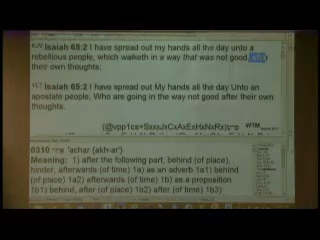 KJV Isaiah 65:2 I have spread out my hands all the day unto a
rebellious people, which walketh in a way that was not good, after
their own thoughts;
YLT Isaiah 65:2 I have spread out My hands all the day Unto an
apostate people, Who are going in the way not good after their own
thoughts.
WTM
0310 'achar {akh-ar'}
Meaning: 1) after the following part, behind (of place),
hinder, afterwards (of time) 1a) as an adverb 1a1) behind
(of place) 1a2) afterwards (of time) 1b) as a preposition
1b1) behind, after (of place) 1b2) after (of time) 1b3)